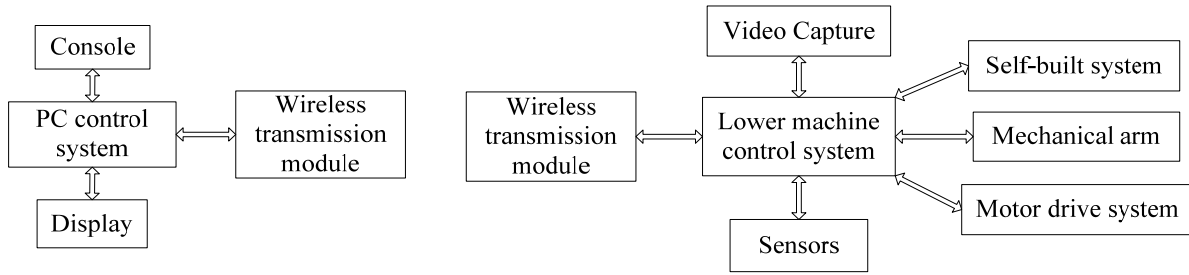 Console
PC control
system
Display
Wireless
transmission
module
Wireless
transmission
module
Video Capture
Lower machine
control system
Sensors
Self-built system
Mechanical arm
Motor drive system